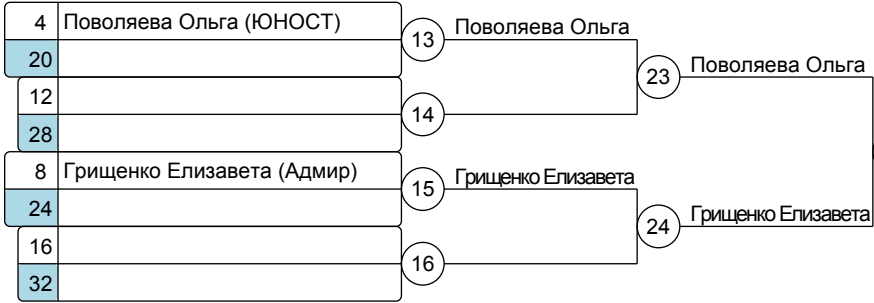 4 Поволяева Ольга (ЮНОСТ)
20
12
28
8 Грищенко Елизавета (Адмир)
24
16
32
13
14
15
16
Поволяева Ольга
Грищенко Елизавета
23
24
Поволяева Ольга
Грищенко Елизавета